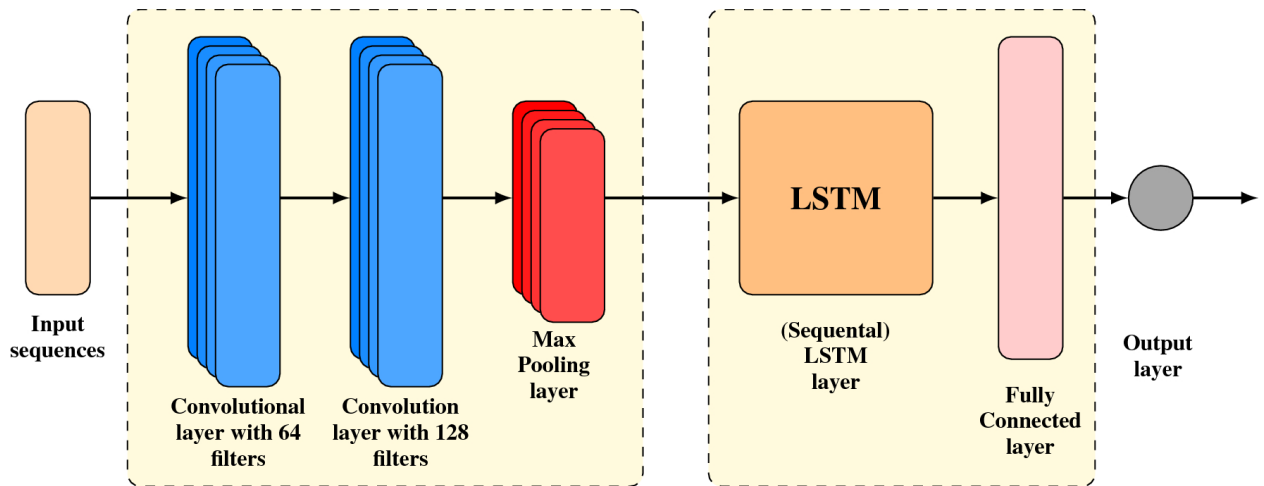 LSTM
Input
sequences
Convolutional
layer with 64
filters
Convolution
layer with 128
filters
Max
Pooling
layer
(Sequental)
LSTM
layer
Fully
Connected
layer
Output
layer